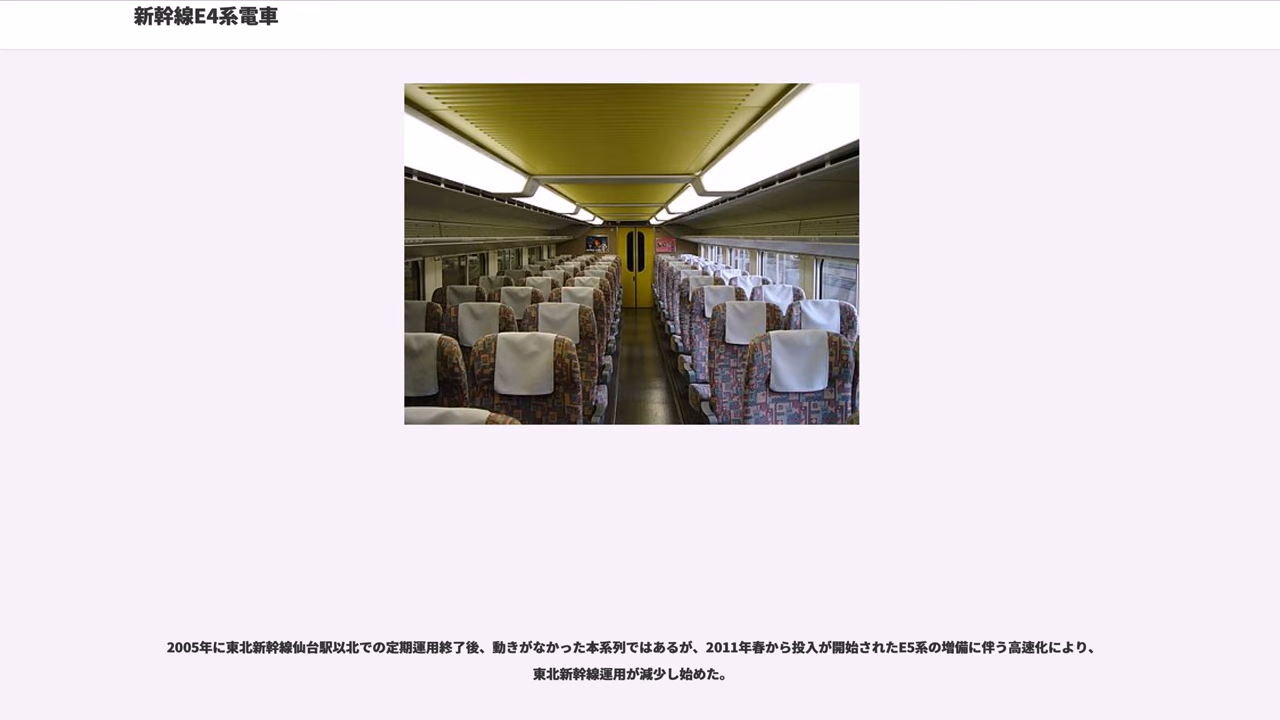 新幹線E4系電車
2005年に東北新幹線仙台駅以北での定期運用終了後、動きがなかった本系列ではあるが、2011年春から投入が開始されたE5系の増備に伴う高速化により、
東北新幹線運用が減少し始めた。